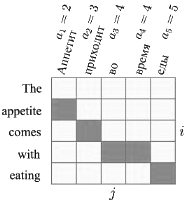 a₁ = 2
a₂ = 3
a₃ = 4
a₄ = 4
a₅ = 5
Аппетит
приходит
во
время
еды
The
appetite
comes
with
eating
i
j